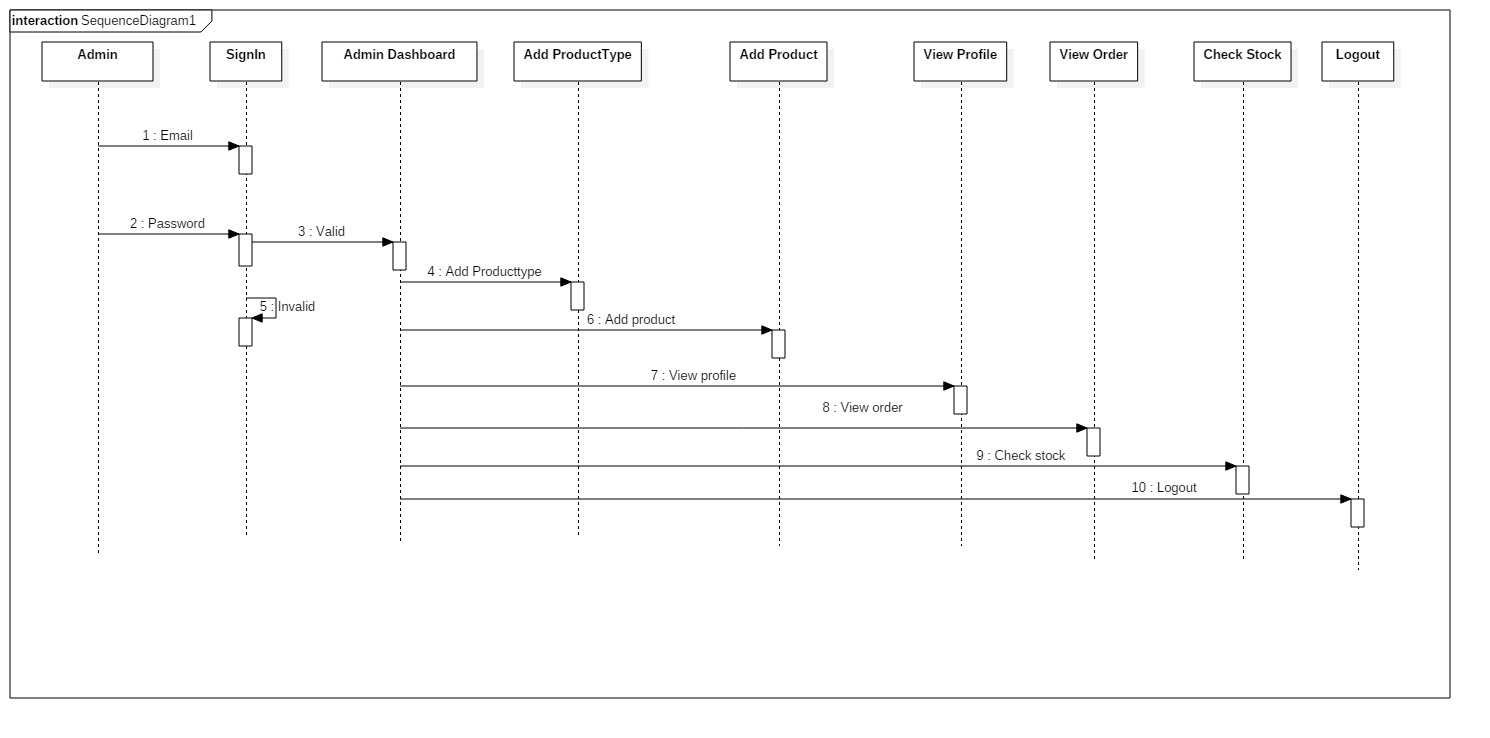 interaction SequenceDiagram1
Admin
SignIn
Admin Dashboard
Add ProductType
Add Product
View Profile
View Order
Check Stock
Logout
1 : Email
2 : Password
3 : Valid
4 : Add Producttype
5 : Invalid
6 : Add product
7 : View profile
8 : View order
9 : Check stock
10 : Logout